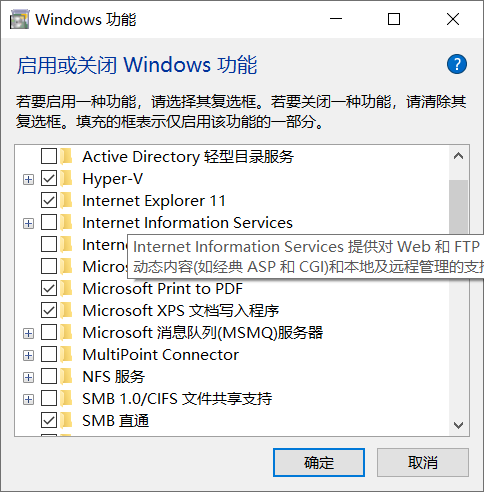 Windows 功能
启用或关闭 Windows 功能
?
若要启用一种功能，请选择其复选框。若要关闭一种功能，请清除其
复选框。填充的框表示仅启用该功能的一部分。
Active Directory 轻型目录服务
Hyper-V
Internet Explorer 11
Internet Information Services
Intern
Internet Information Services 提供对 Web 和 FTP
Micros
动态内容(如经典 ASP 和 CGI)和本地及远程管理的支持
Microsoft Print to PDF
Microsoft XPS 文档写入程序
Microsoft 消息队列(MSMQ)服务器
MultiPoint Connector
NFS 服务
SMB 1.0/CIFS 文件共享支持
SMB 直通
确定
取消